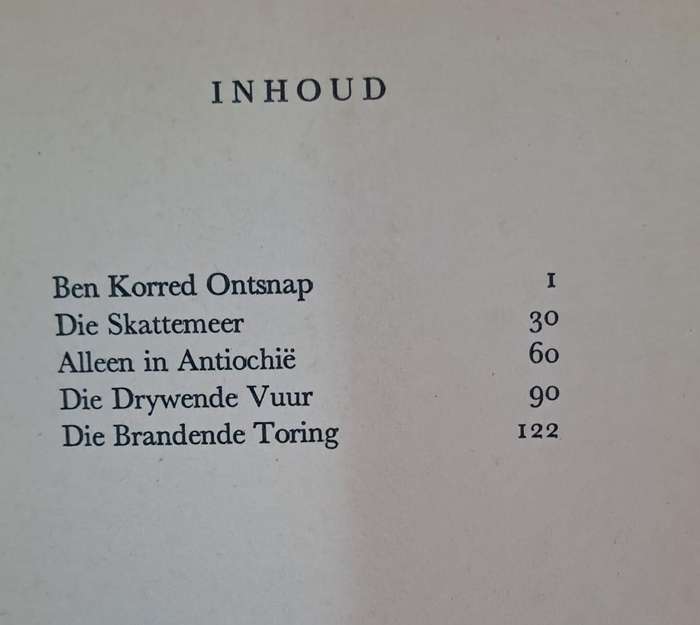 INHOUD
Ben Korred Ontsnap 1
Die Skattemeer 30
Alleen in Antiochië 60
Die Drywende Vuur 90
Die Brandende Toring 122